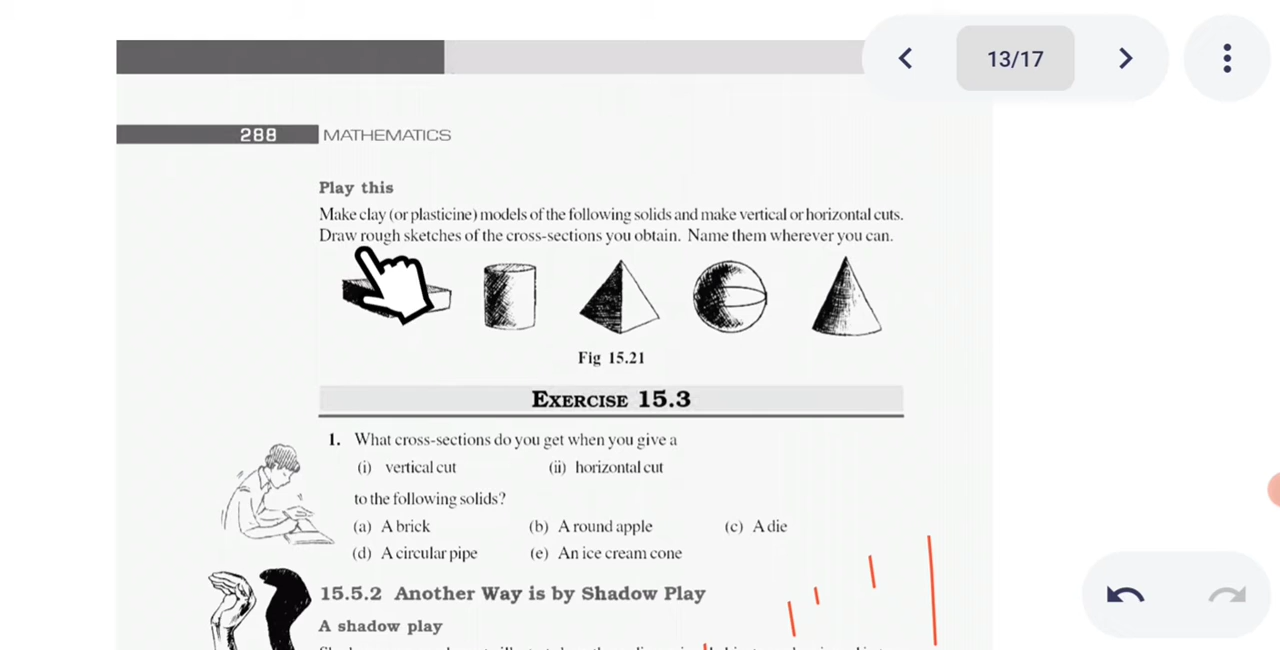 13/17
288 MATHEMATICS
Play this
Make clay (or plasticine) models of the following solids and make vertical or horizontal cuts.
Draw rough sketches of the cross-sections you obtain. Name them wherever you can.
Fig 15.21
EXERCISE 15.3
1. What cross-sections do you get when you give a
(i) vertical cut (ii) horizontal cut
to the following solids?
(a) A brick (b) A round apple (c) A die
(d) A circular pipe (e) An ice cream cone
15.5.2 Another Way is by Shadow Play
A shadow play